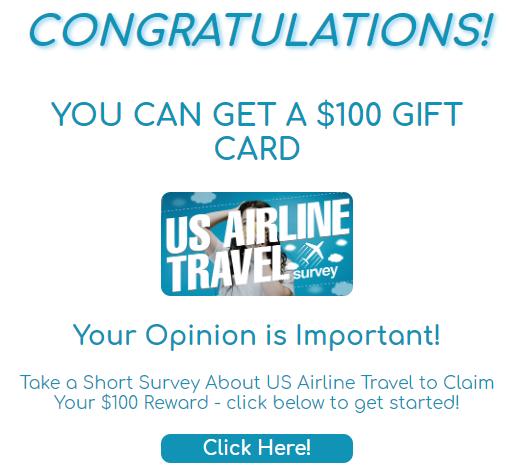 CONGRATULATIONS!
YOU CAN GET A $100 GIFT
CARD
US AIRLINE
TRAVEL
survey
Your Opinion is Important!
Take a Short Survey About US Airline Travel to Claim
Your $100 Reward - click below to get started!
Click Here!